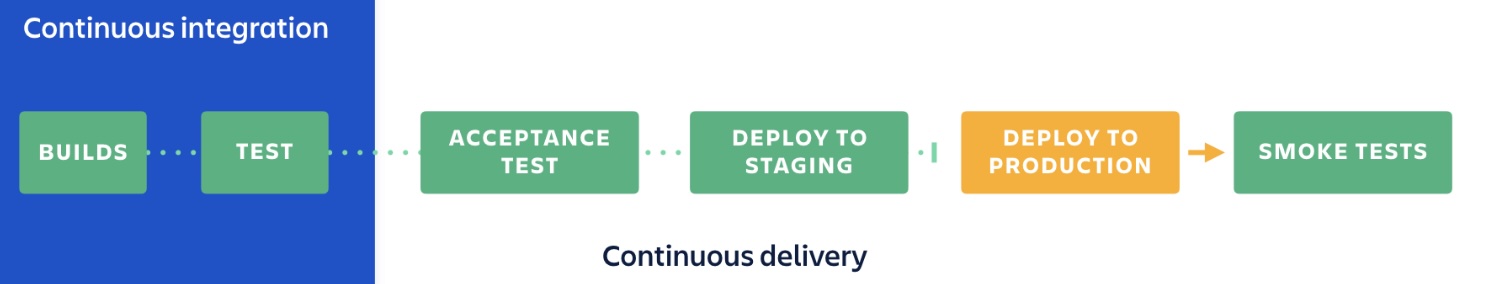 Continuous integration
BUILDS
TEST
ACCEPTANCE
TEST
DEPLOY TO
STAGING
DEPLOY TO
PRODUCTION
SMOKE TESTS
Continuous delivery